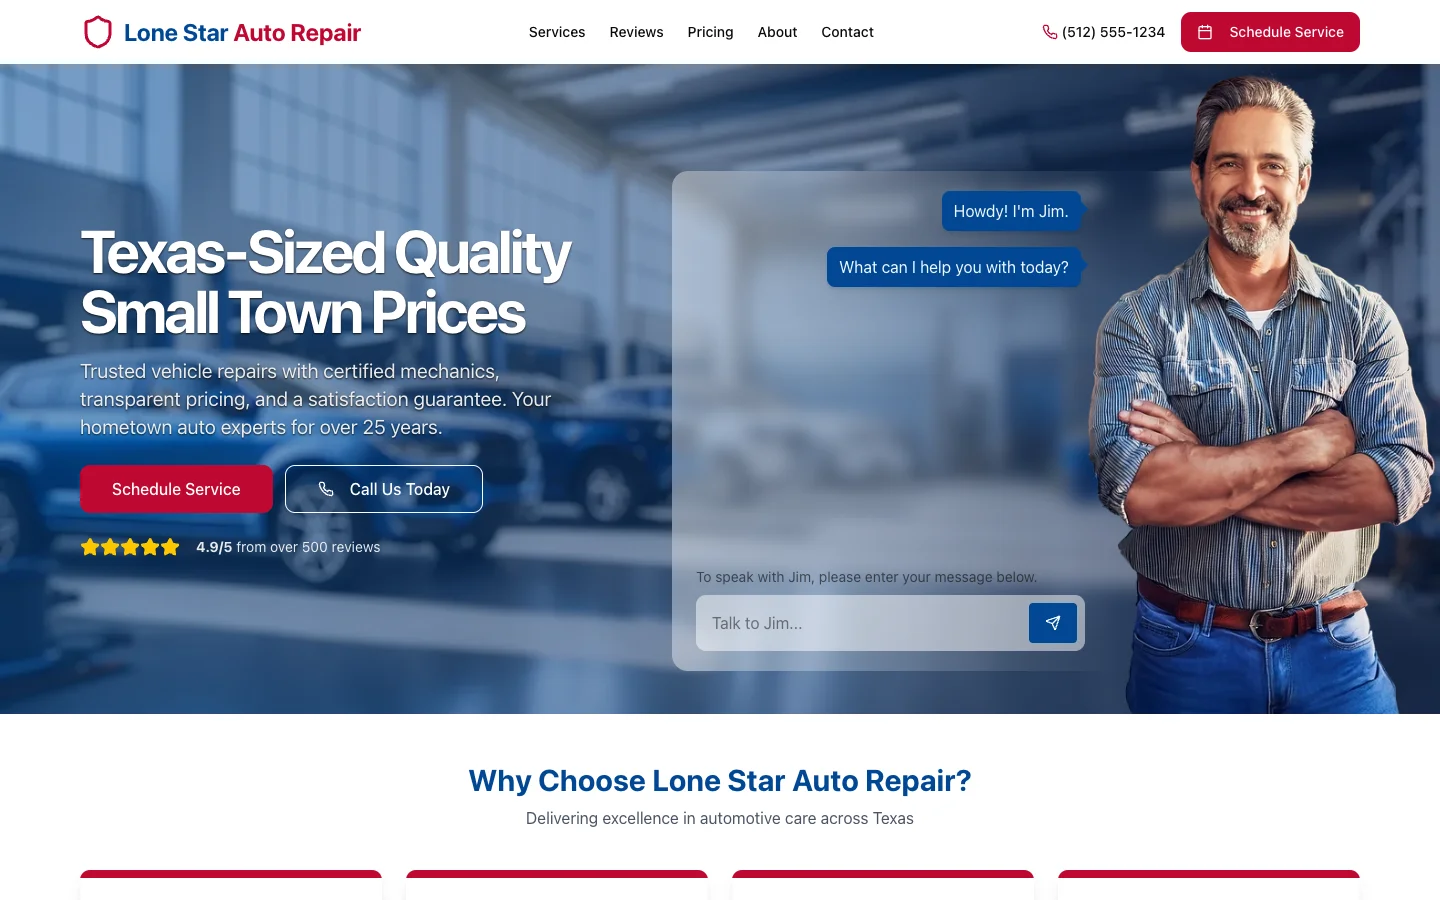 Lone Star Auto Repair
Services
Reviews
Pricing
About
Contact
(512) 555-1234
Schedule Service
Texas-Sized Quality
Small Town Prices
Trusted vehicle repairs with certified mechanics,
transparent pricing, and a satisfaction guarantee. Your
hometown auto experts for over 25 years.
Schedule Service
Call Us Today
4.9/5 from over 500 reviews
Howdy! I'm Jim.
What can I help you with today?
To speak with Jim, please enter your message below.
Talk to Jim...
Why Choose Lone Star Auto Repair?
Delivering excellence in automotive care across Texas